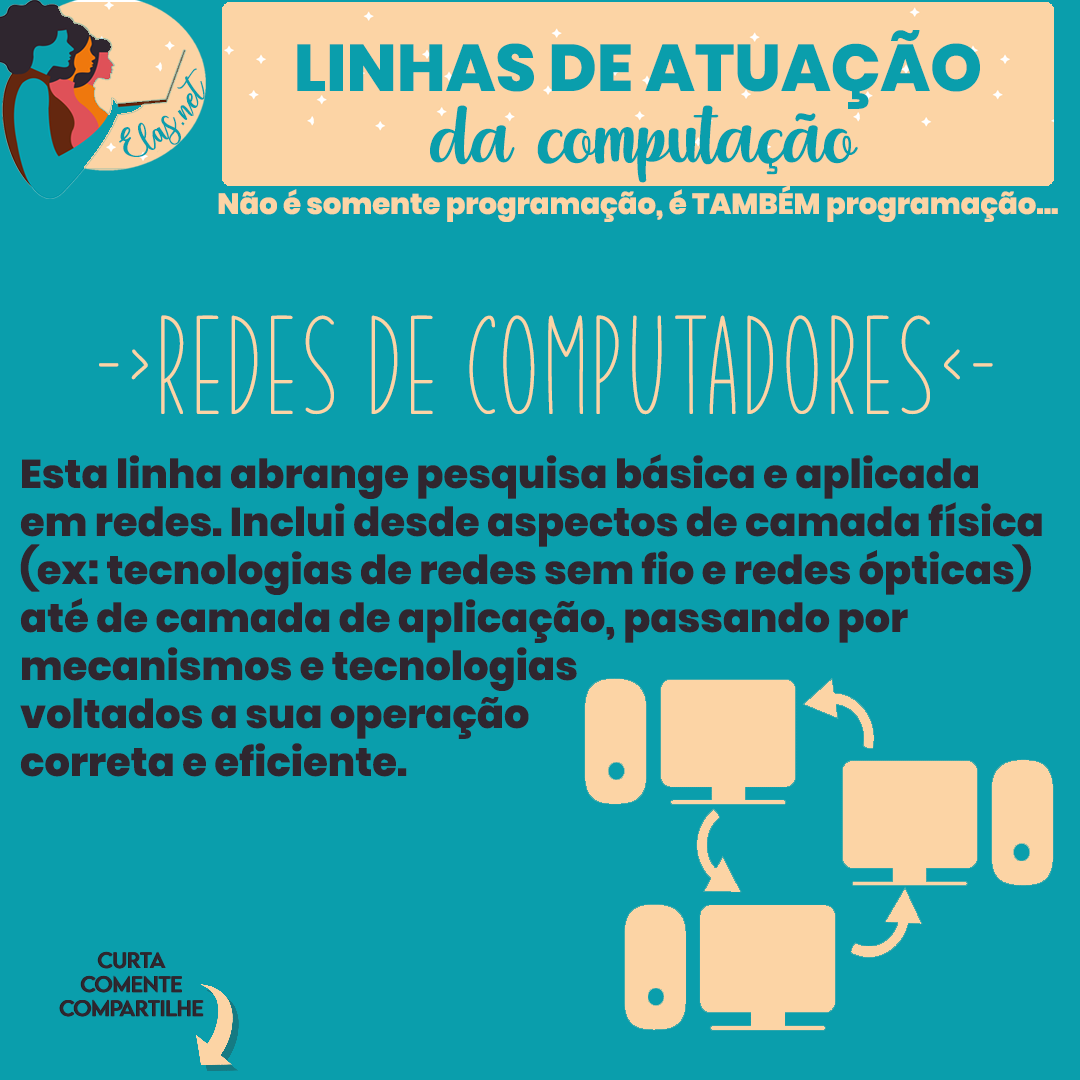 Elas.net
LINHAS DE ATUAÇÃO
da computação
Não é somente programação, é TAMBÉM programação...
->REDES DE COMPUTADORES<-
Esta linha abrange pesquisa básica e aplicada
em redes. Inclui desde aspectos de camada física
(ex: tecnologias de redes sem fio e redes ópticas)
até de camada de aplicação, passando por
mecanismos e tecnologias
voltados a sua operação
correta e eficiente.
CURTA
COMENTE
COMPARTILHE